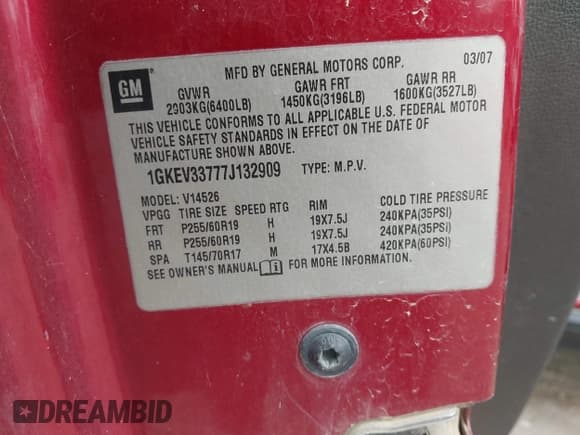 GM
MFD BY GENERAL MOTORS CORP. 03/07
GVWR GAWR FRT GAWR RR
2903KG(6400LB) 1450KG(3196LB) 1600KG(3527LB)
THIS VEHICLE CONFORMS TO ALL APPLICABLE U.S. FEDERAL MOTOR
VEHICLE SAFETY STANDARDS IN EFFECT ON THE DATE OF
MANUFACTURE SHOWN ABOVE.
1GKEV33777J132909 TYPE: M.P.V.
MODEL: V14526
VPGG TIRE SIZE SPEED RTG RIM COLD TIRE PRESSURE
FRT P255/60R19 H 19X7.5J 240KPA(35PSI)
RR P255/60R19 H 19X7.5J 240KPA(35PSI)
SPA T145/70R17 M 17X4.5B 420KPA(60PSI)
SEE OWNER'S MANUAL FOR MORE INFORMATION.
DREAMBID